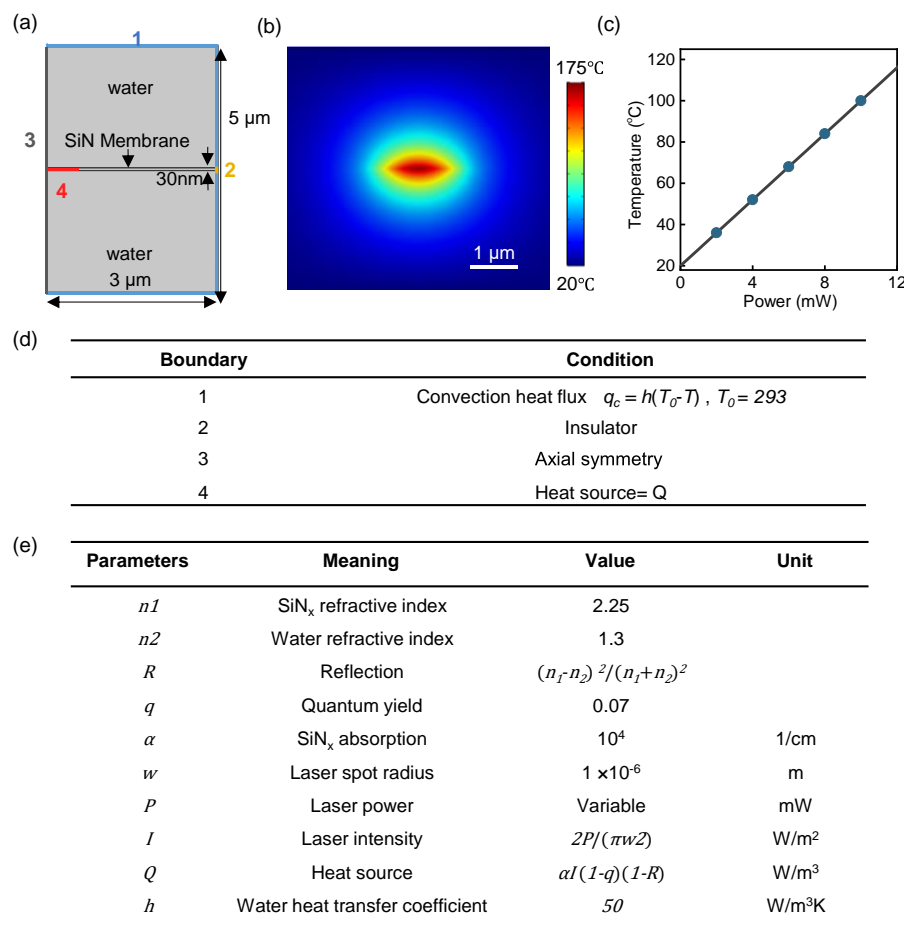 (a)
1
water
5 μm
3
SiN Membrane
2
4
30nm
water
3 μm
(b)
175℃
1 μm
20℃
(c)
Temperature (°C)
120
100
80
60
40
20
0 4 8 12
Power (mW)
(d)
Boundary Condition
1 Convection heat flux q_c = h(T_0-T) , T_0 = 293
2 Insulator
3 Axial symmetry
4 Heat source= Q
(e)
Parameters Meaning Value Unit
n1 SiN_x refractive index 2.25
n2 Water refractive index 1.3
R Reflection (n_1-n_2) ²/(n_1+n_2)²
q Quantum yield 0.07
α SiN_x absorption 10⁴ 1/cm
w Laser spot radius 1 ×10⁻⁶ m
P Laser power Variable mW
I Laser intensity 2P/(πw2) W/m²
Q Heat source αI(1-q)(1-R) W/m³
h Water heat transfer coefficient 50 W/m³K